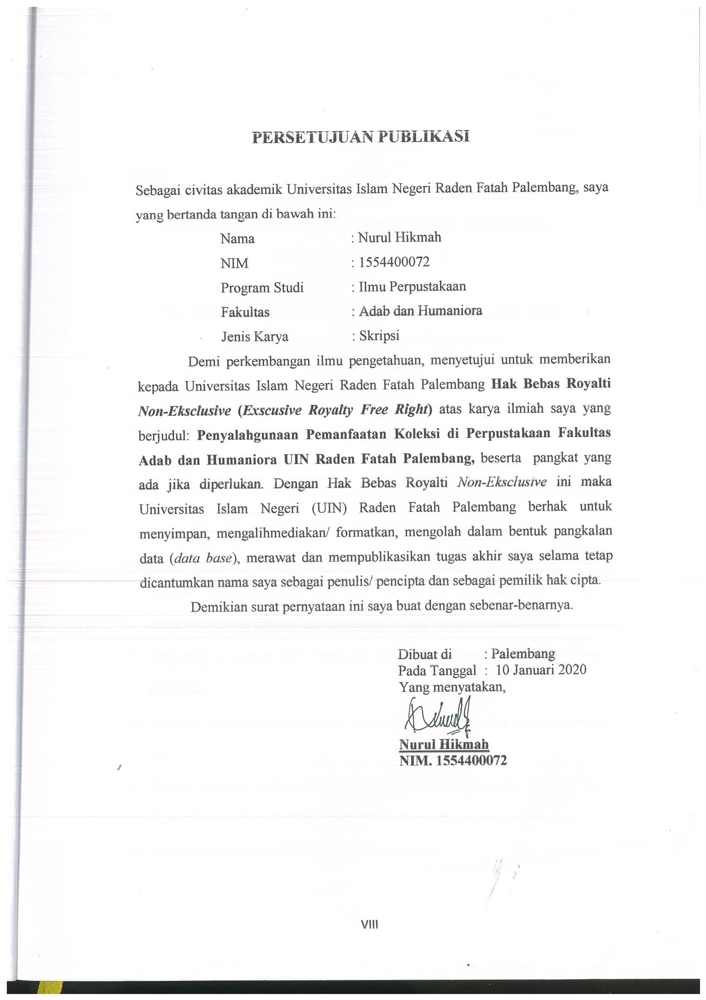 PERSETUJUAN PUBLIKASI
Sebagai civitas akademik Universitas Islam Negeri Raden Fatah Palembang, saya
yang bertanda tangan di bawah ini:
Nama : Nurul Hikmah
NIM : 1554400072
Program Studi : Ilmu Perpustakaan
Fakultas : Adab dan Humaniora
Jenis Karya : Skripsi
Demi perkembangan ilmu pengetahuan, menyetujui untuk memberikan
kepada Universitas Islam Negeri Raden Fatah Palembang Hak Bebas Royalti
Non-Eksclusive (Exscusive Royalty Free Right) atas karya ilmiah saya yang
berjudul: Penyalahgunaan Pemanfaatan Koleksi di Perpustakaan Fakultas
Adab dan Humaniora UIN Raden Fatah Palembang, beserta pangkat yang
ada jika diperlukan. Dengan Hak Bebas Royalti Non-Eksclusive ini maka
Universitas Islam Negeri (UIN) Raden Fatah Palembang berhak untuk
menyimpan, mengalihmediakan/ formatkan, mengolah dalam bentuk pangkalan
data (data base), merawat dan mempublikasikan tugas akhir saya selama tetap
dicantumkan nama saya sebagai penulis/ pencipta dan sebagai pemilik hak cipta.
Demikian surat pernyataan ini saya buat dengan sebenar-benarnya.
Dibuat di : Palembang
Pada Tanggal : 10 Januari 2020
Yang menyatakan,
Nurul Hikmah
NIM. 1554400072
VIII